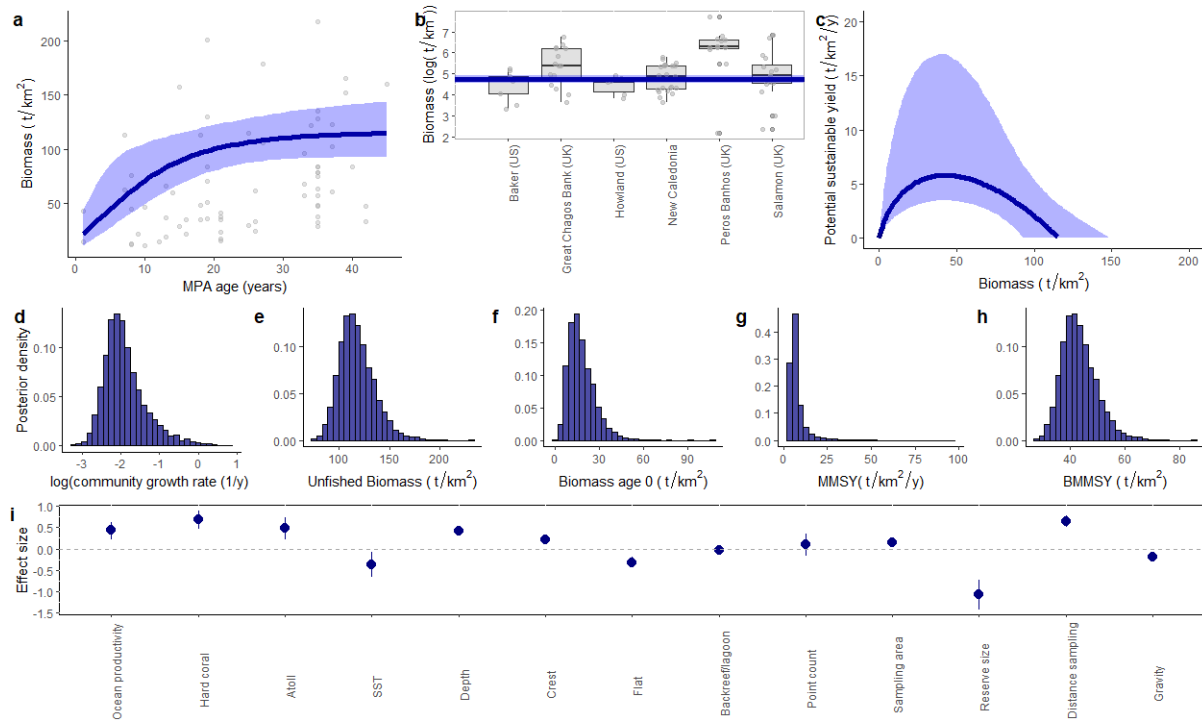 a
Biomass ( t/km²)
200
150
100
50
0
10
20
30
40
MPA age (years)
b
Biomass (log( t/km²))
7
6
5
4
3
2
Baker (US)
Great Chagos Bank (UK)
Howland (US)
New Caledonia
Peros Banhos (UK)
Salamon (UK)
c
Potential sustainable yield ( t/km²/y)
20
15
10
5
0
0
50
100
150
200
Biomass ( t/km²)
d
Posterior density
0.10
0.05
0.00
-3
-2
-1
0
1
log(community growth rate (1/y)
e
0.10
0.05
0.00
100
150
200
Unfished Biomass ( t/km²)
f
0.20
0.15
0.10
0.05
0.00
0
30
60
90
Biomass age 0 ( t/km²)
g
0.4
0.3
0.2
0.1
0.0
0
25
50
75
100
MMSY( t/km²/y)
h
0.10
0.05
0.00
40
60
80
BMMSY ( t/km²)
i
Effect size
1.0
0.5
0.0
-0.5
-1.0
-1.5
Ocean productivity
Hard coral
Atoll
SST
Depth
Crest
Flat
Backreef/lagoon
Point count
Sampling area
Reserve size
Distance sampling
Gravity